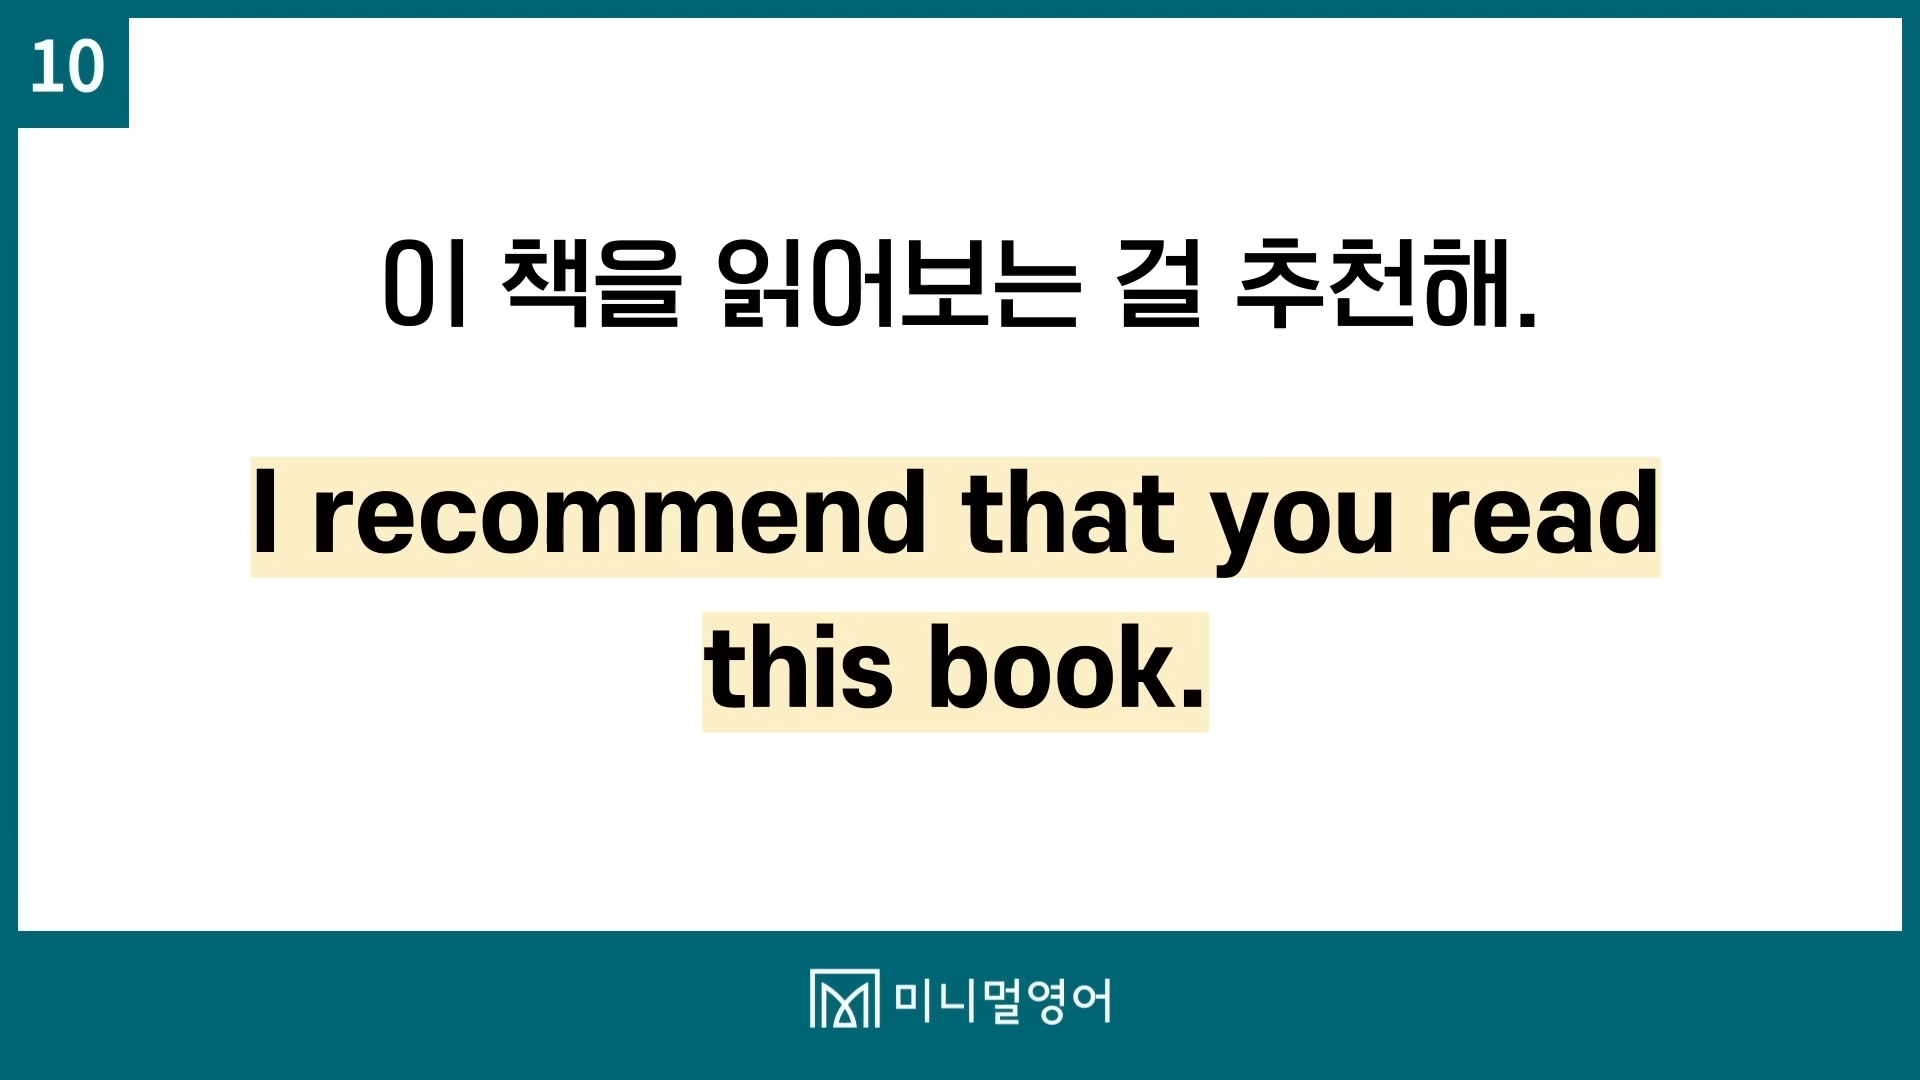 10
이 책을 읽어보는 걸 추천해.
I recommend that you read
this book.
미니멀영어